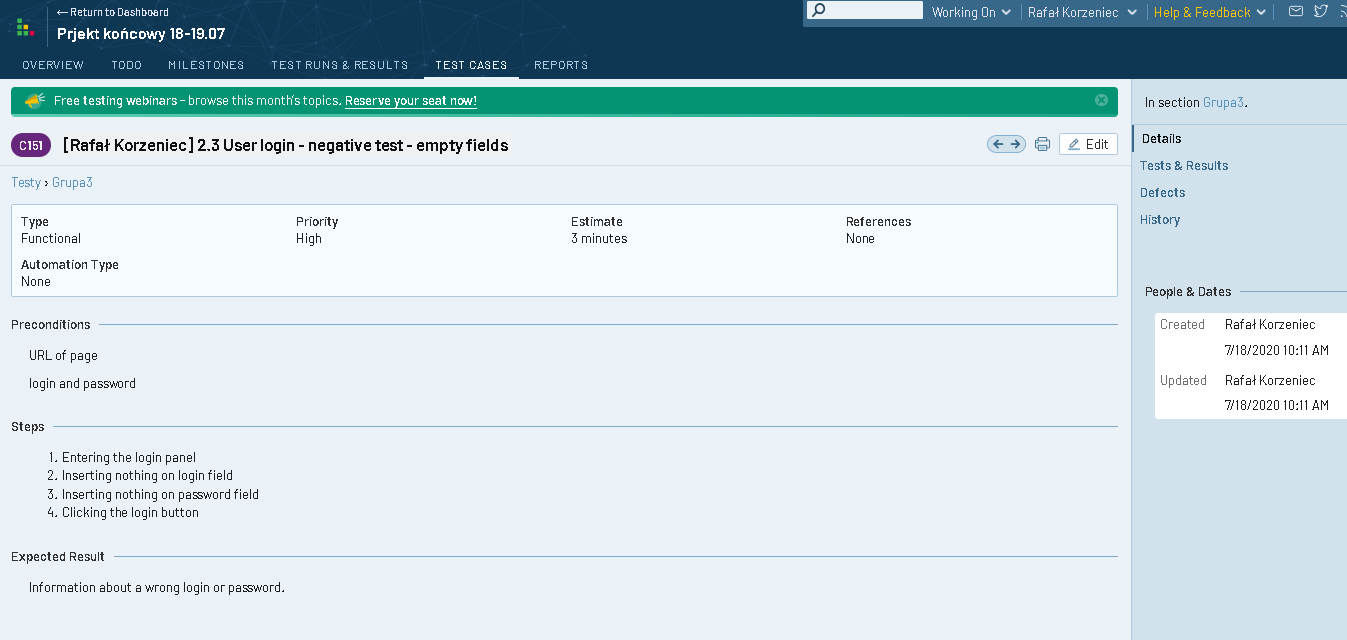 ← Return to Dashboard
Prjekt końcowy 18-19.07
Working On
Rafał Korzeniec
Help & Feedback
OVERVIEW
TODO
MILESTONES
TEST RUNS & RESULTS
TEST CASES
REPORTS
Free testing webinars - browse this month's topics. Reserve your seat now!
C151
[Rafał Korzeniec] 2.3 User login - negative test - empty fields
Edit
Testy › Grupa3
Type
Functional
Priority
High
Estimate
3 minutes
References
None
Automation Type
None
Preconditions
URL of page
login and password
Steps
1. Entering the login panel
2. Inserting nothing on login field
3. Inserting nothing on password field
4. Clicking the login button
Expected Result
Information about a wrong login or password.
In section Grupa3.
Details
Tests & Results
Defects
History
People & Dates
Created Rafał Korzeniec
7/18/2020 10:11 AM
Updated Rafał Korzeniec
7/18/2020 10:11 AM